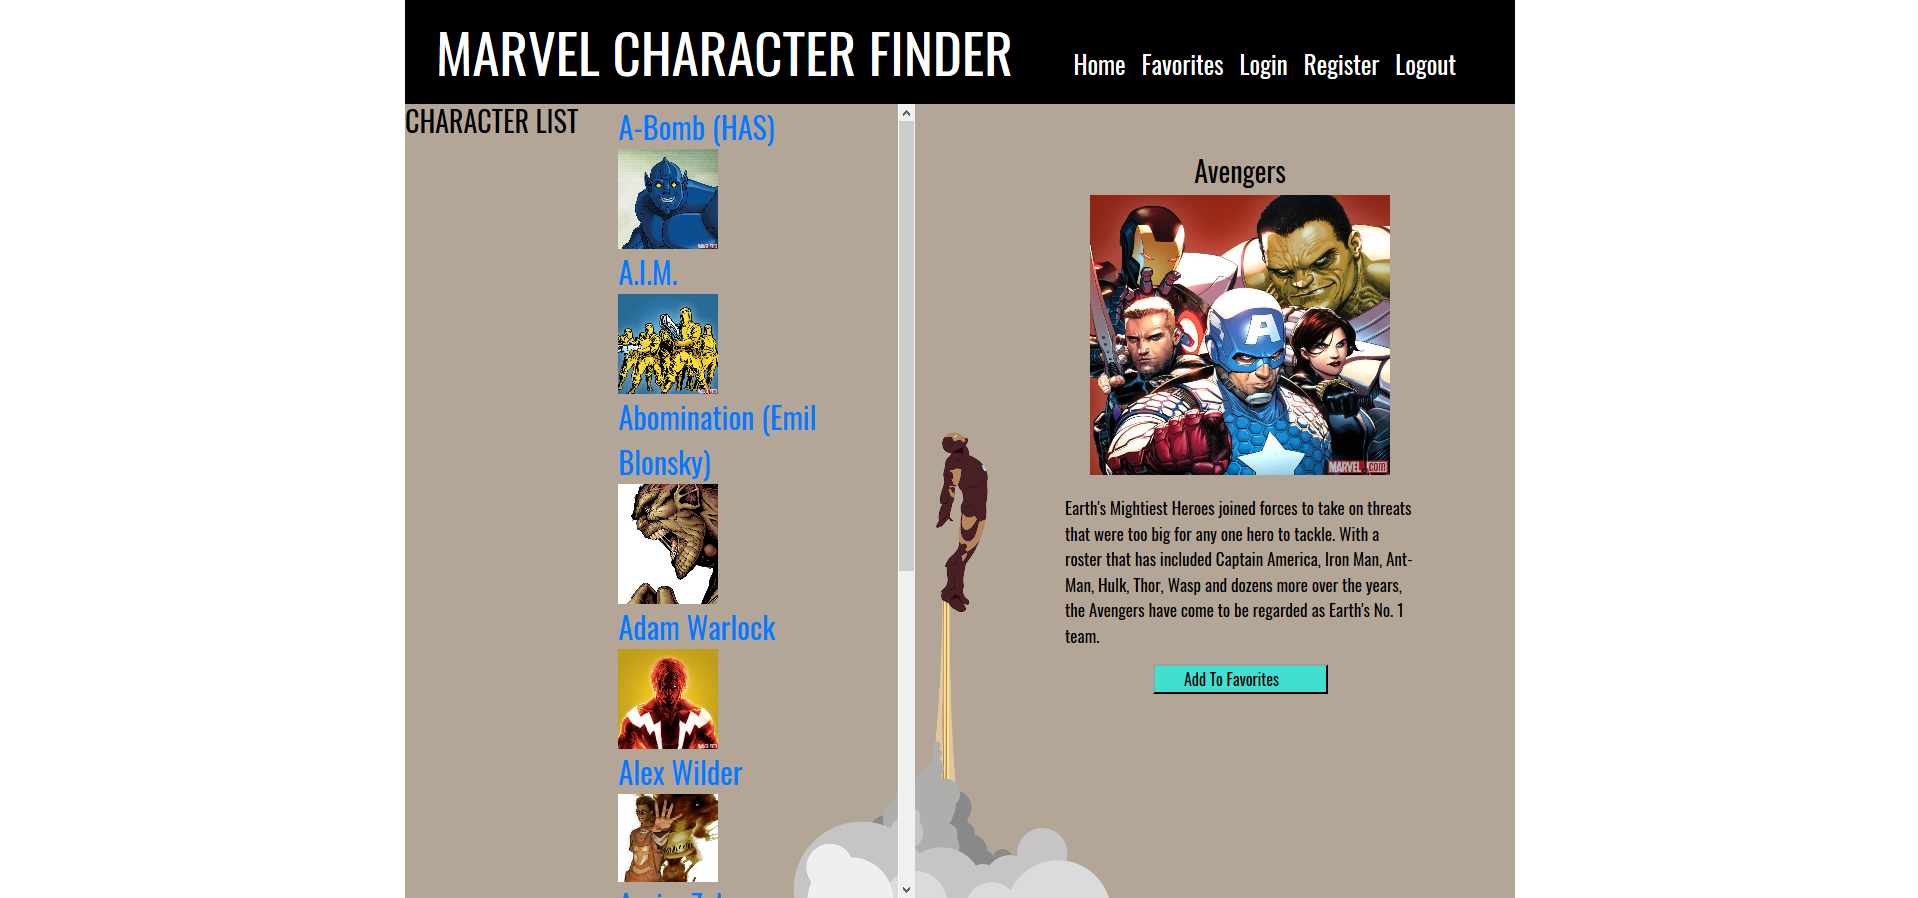 MARVEL CHARACTER FINDER
Home Favorites Login Register Logout
CHARACTER LIST
A-Bomb (HAS)
A.I.M.
Abomination (Emil
Blonsky)
Adam Warlock
Alex Wilder
Avengers
A
MARVEL.com
Earth's Mightiest Heroes joined forces to take on threats
that were too big for any one hero to tackle. With a
roster that has included Captain America, Iron Man, Ant-
Man, Hulk, Thor, Wasp and dozens more over the years,
the Avengers have come to be regarded as Earth's No. 1
team.
Add To Favorites